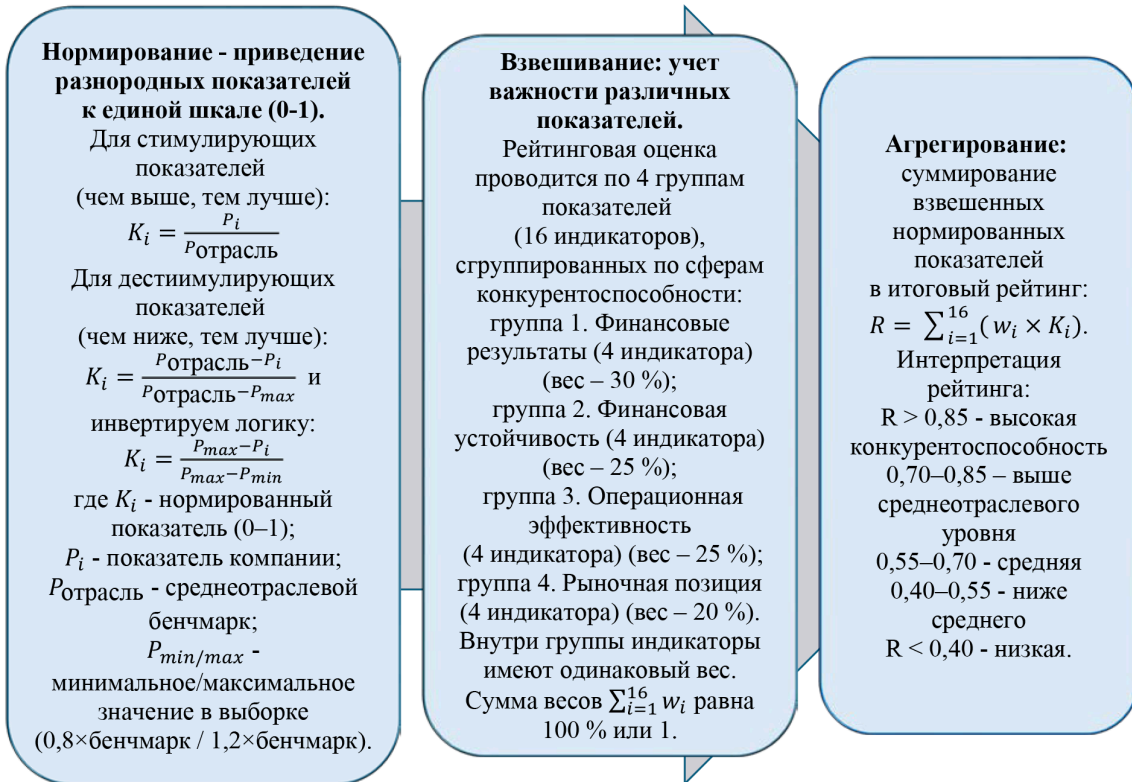 Нормирование - приведение
разнородных показателей
к единой шкале (0-1).
Для стимулирующих
показателей
(чем выше, тем лучше):
K_i = P_i / P_отрасль
Для дестиимулирующих
показателей
(чем ниже, тем лучше):
K_i = (P_отрасль−P_i) / (P_отрасль−P_max) и
инвертируем логику:
K_i = (P_max−P_i) / (P_max−P_min)
где K_i - нормированный
показатель (0–1);
P_i - показатель компании;
P_отрасль - среднеотраслевой
бенчмарк;
P_min/max -
минимальное/максимальное
значение в выборке
(0,8×бенчмарк / 1,2×бенчмарк).
Взвешивание: учет
важности различных
показателей.
Рейтинговая оценка
проводится по 4 группам
показателей
(16 индикаторов),
сгруппированных по сферам
конкурентоспособности:
группа 1. Финансовые
результаты (4 индикатора)
(вес – 30 %);
группа 2. Финансовая
устойчивость (4 индикатора)
(вес – 25 %);
группа 3. Операционная
эффективность
(4 индикатора) (вес – 25 %);
группа 4. Рыночная позиция
(4 индикатора) (вес – 20 %).
Внутри группы индикаторы
имеют одинаковый вес.
Сумма весов ∑_{i=1}^{16} w_i равна
100 % или 1.
Агрегирование:
суммирование
взвешенных
нормированных
показателей
в итоговый рейтинг:
R = ∑_{i=1}^{16}(w_i × K_i).
Интерпретация
рейтинга:
R > 0,85 - высокая
конкурентоспособность
0,70–0,85 – выше
среднеотраслевого
уровня
0,55–0,70 - средняя
0,40–0,55 - ниже
среднего
R < 0,40 - низкая.